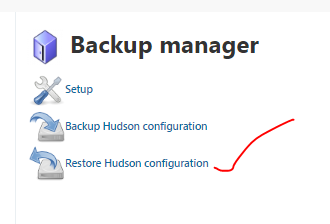 Backup manager
Setup
Backup Hudson configuration
Restore Hudson configuration